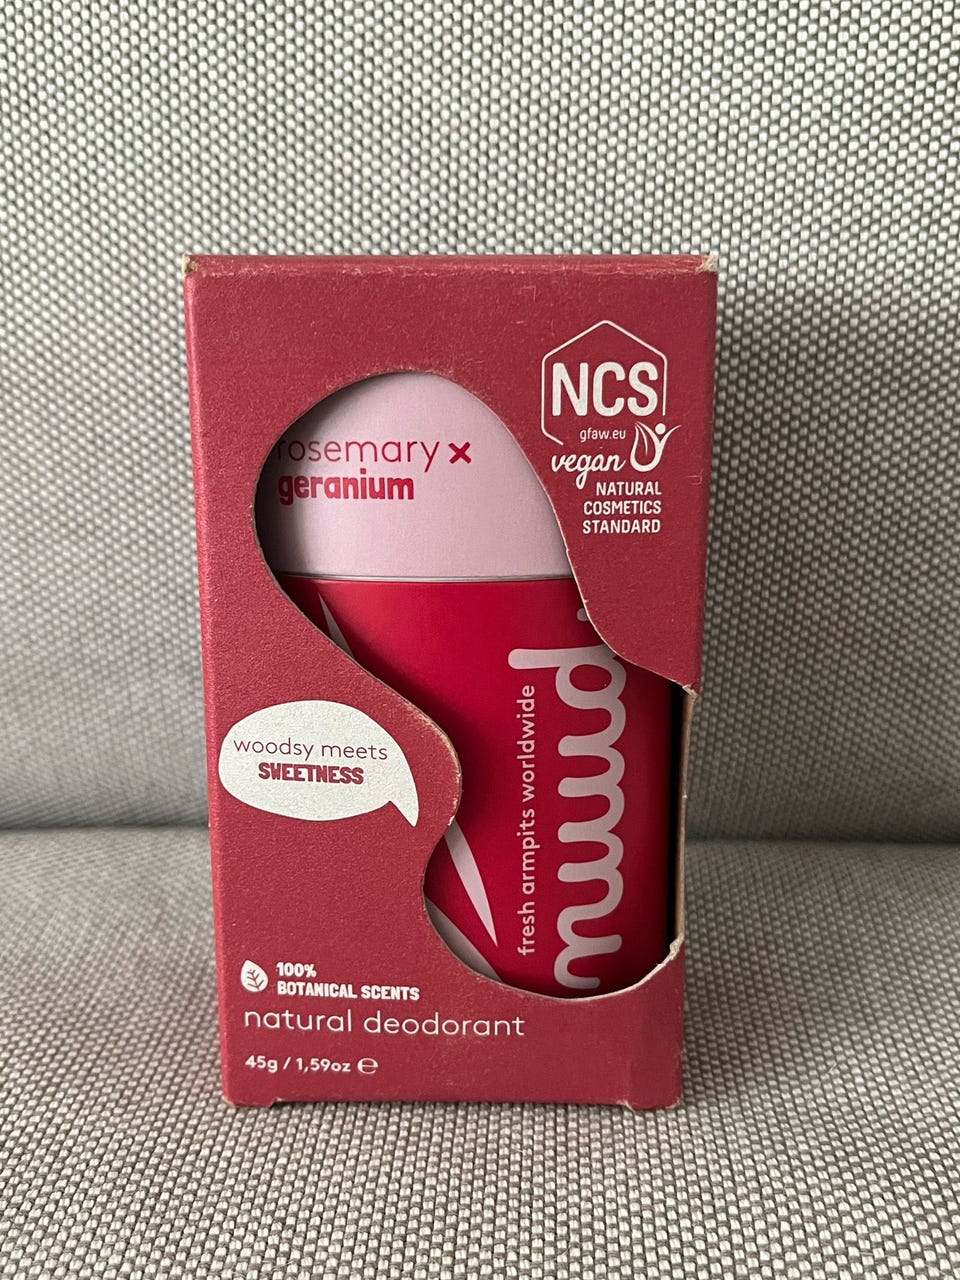 NCS
gfaw.eu
vegan
NATURAL
COSMETICS
STANDARD
rosemary x
geranium
fresh armpits worldwide
woodsy meets
SWEETNESS
100%
BOTANICAL SCENTS
natural deodorant
45g / 1,59oz ℮